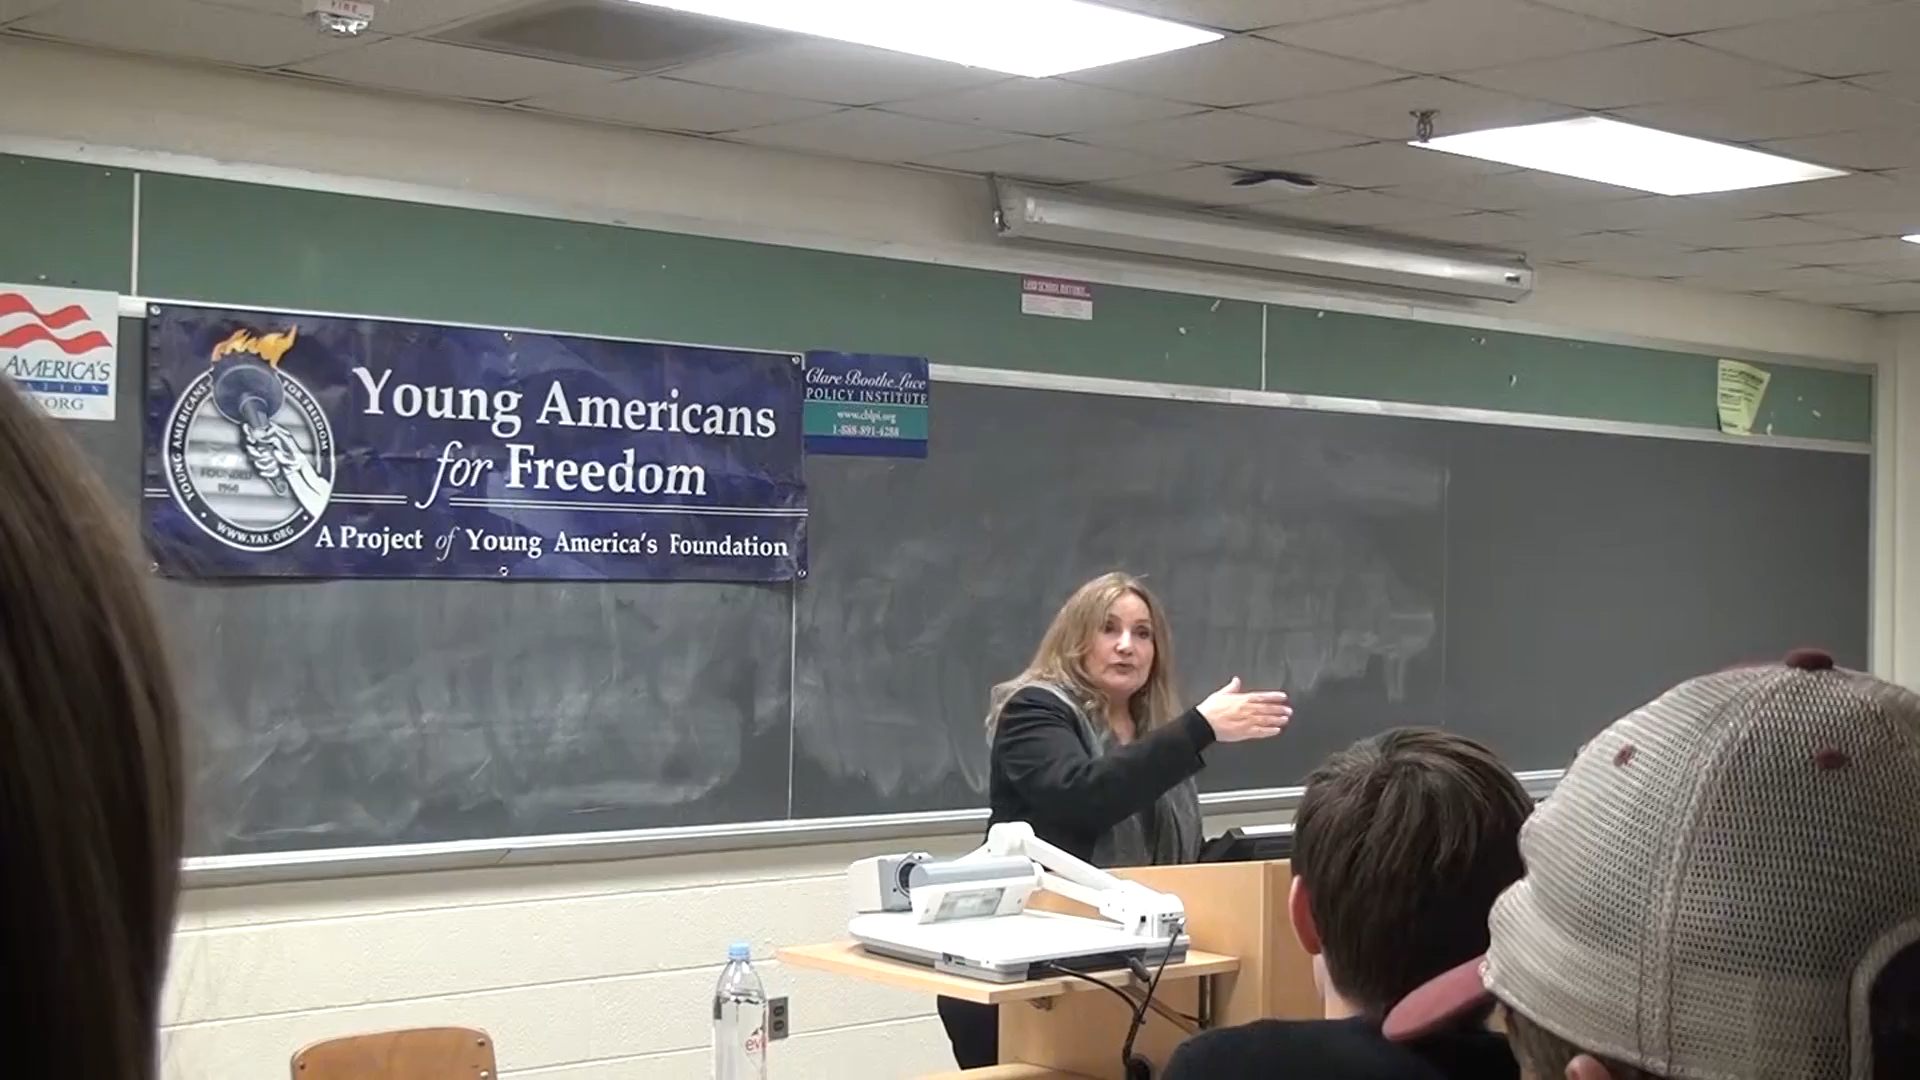 FIRE
AMERICA'S
.ORG
YOUNG AMERICANS FOR FREEDOM
FOUNDED
1960
WWW.YAF.ORG
Young Americans
for Freedom
A Project of Young America's Foundation
Clare Boothe Luce
POLICY INSTITUTE
www.cblpi.org
1-888-891-4288
evian